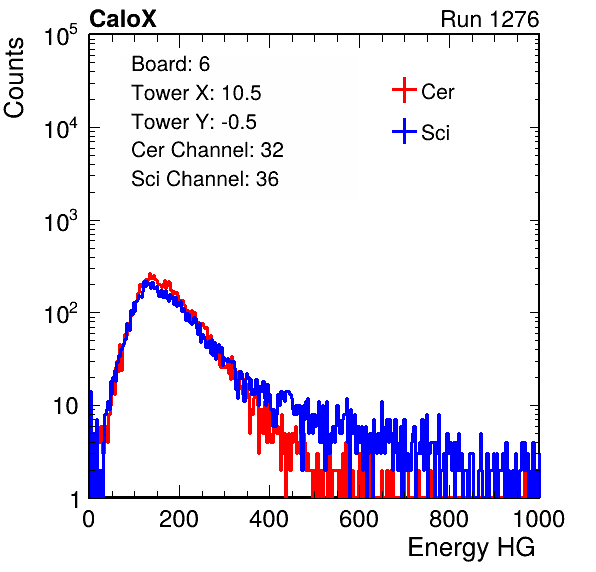 CaloX Run 1276
Counts
10^5
10^4
10^3
10^2
10
1
Board: 6
Tower X: 10.5
Tower Y: -0.5
Cer Channel: 32
Sci Channel: 36
Cer
Sci
0 200 400 600 800 1000
Energy HG